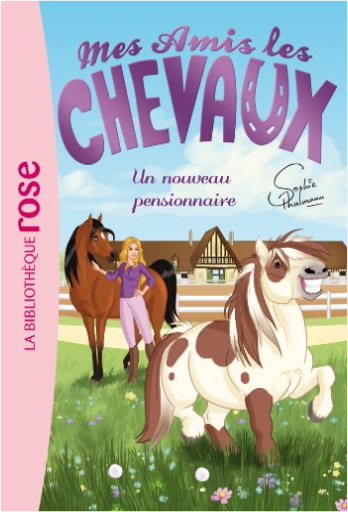 Mes Amis les
CHEVAUX
Un nouveau
pensionnaire
Sophie
Thalmann
LA BIBLIOTHÈQUE rose